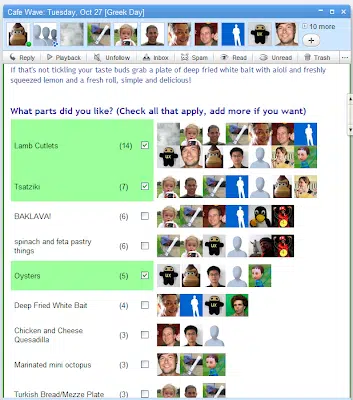 Cafe Wave: Tuesday, Oct 27 [Greek Day]
10 more
Reply Playback Unfollow Inbox Spam Read Unread
If that's not tickling your taste buds grab a plate of deep fried white bait with aioli and freshly
squeezed lemon and a fresh roll, simple and delicious!
What parts did you like? (Check all that apply, add more if you want)
Lamb Cutlets (14)
UX
Tsatziki (7)
BAKLAVA! (6)
spinach and feta pastry
things (6)
UX
Oysters (5)
UX
Deep Fried White Bait (4)
UX
Chicken and Cheese
Quesadilla (3)
Marinated mini octopus (3)
Turkish Bread/Mezze Plate (3)